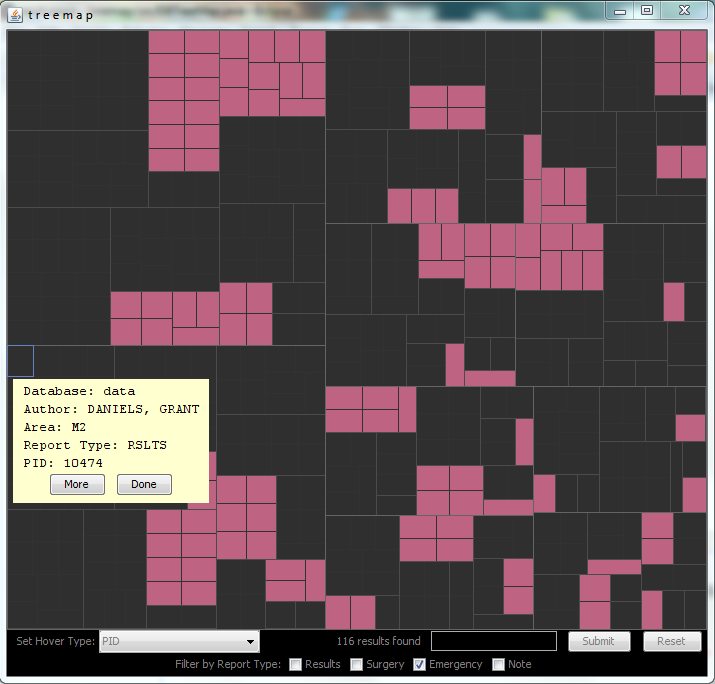 treemap
Database: data
Author: DANIELS, GRANT
Area: M2
Report Type: RSLTS
PID: 10474
More Done
Set Hover Type: PID 116 results found Submit Reset
Filter by Report Type: Results Surgery Emergency Note